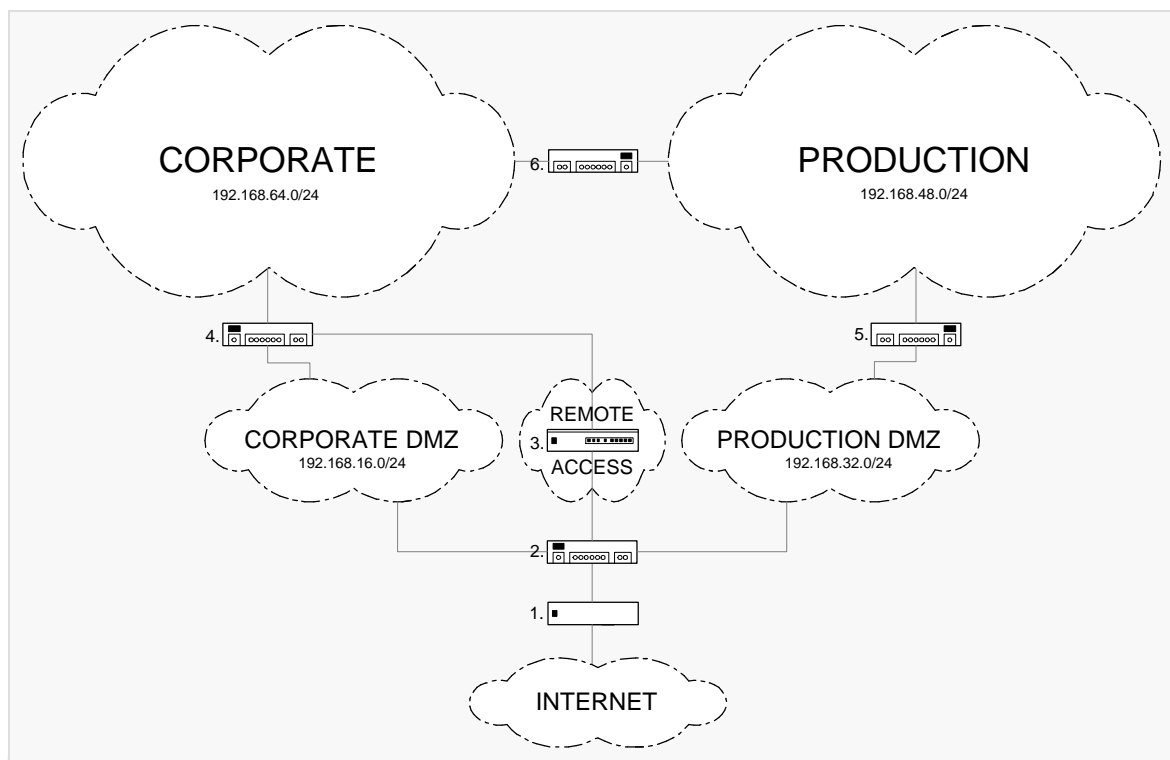 CORPORATE
192.168.64.0/24
6.
PRODUCTION
192.168.48.0/24
4.
5.
CORPORATE DMZ
192.168.16.0/24
REMOTE
3.
ACCESS
PRODUCTION DMZ
192.168.32.0/24
2.
1.
INTERNET